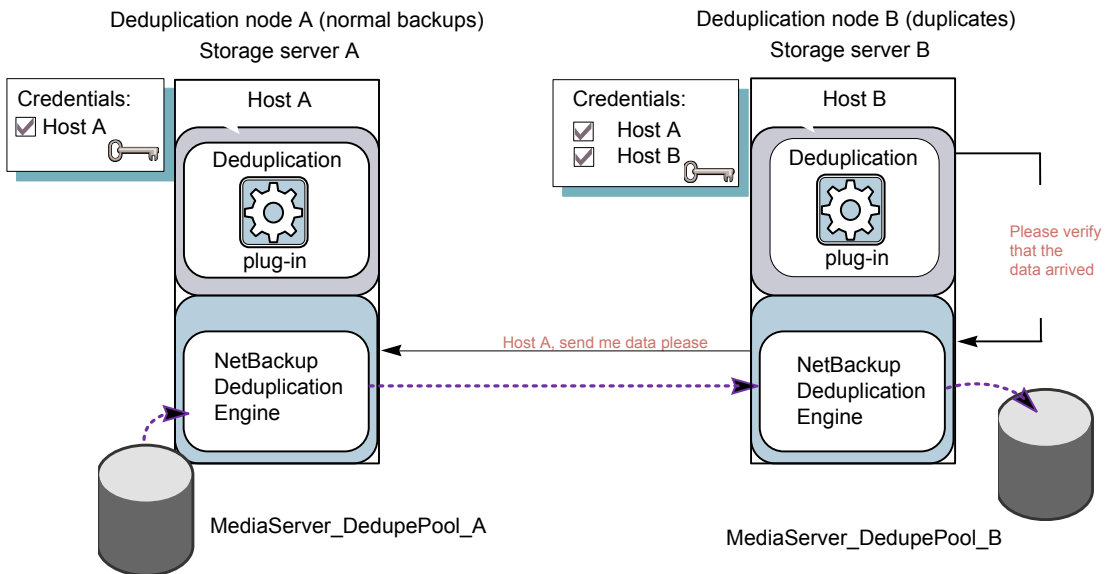 Deduplication node A (normal backups)
Storage server A
Credentials:
Host A
Host A
Deduplication
plug-in
NetBackup
Deduplication
Engine
MediaServer_DedupePool_A
Host A, send me data please
Deduplication node B (duplicates)
Storage server B
Credentials:
Host A
Host B
Host B
Deduplication
plug-in
NetBackup
Deduplication
Engine
Please verify
that the
data arrived
MediaServer_DedupePool_B